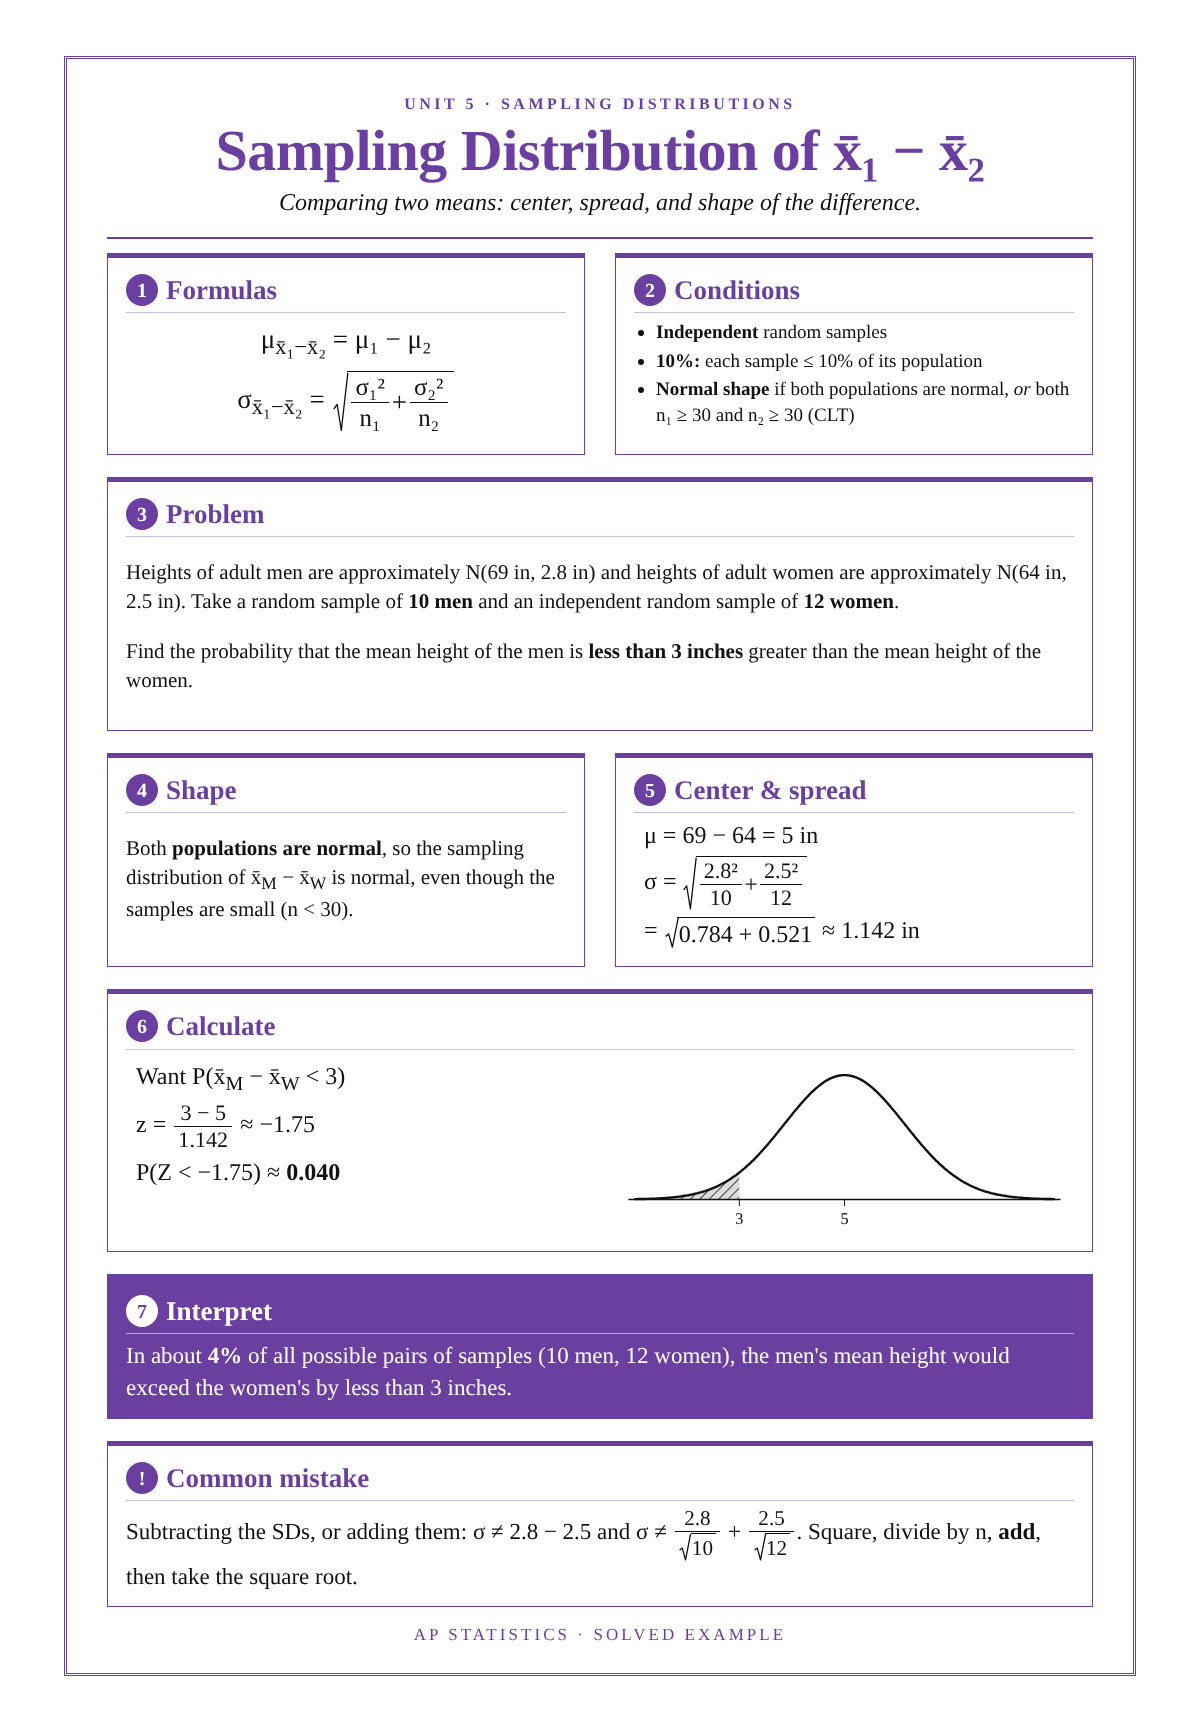 UNIT 5 · SAMPLING DISTRIBUTIONS
Sampling Distribution of x̄₁ − x̄₂
Comparing two means: center, spread, and shape of the difference.
1 Formulas
μx̄₁−x̄₂ = μ₁ − μ₂
σx̄₁−x̄₂ = √(σ₁²/n₁ + σ₂²/n₂)
2 Conditions
• Independent random samples
• 10%: each sample ≤ 10% of its population
• Normal shape if both populations are normal, or both
n₁ ≥ 30 and n₂ ≥ 30 (CLT)
3 Problem
Heights of adult men are approximately N(69 in, 2.8 in) and heights of adult women are approximately N(64 in,
2.5 in). Take a random sample of 10 men and an independent random sample of 12 women.
Find the probability that the mean height of the men is less than 3 inches greater than the mean height of the
women.
4 Shape
Both populations are normal, so the sampling
distribution of x̄M − x̄W is normal, even though the
samples are small (n < 30).
5 Center & spread
μ = 69 − 64 = 5 in
σ = √(2.8²/10 + 2.5²/12)
= √(0.784 + 0.521) ≈ 1.142 in
6 Calculate
Want P(x̄M − x̄W < 3)
z = (3 − 5)/1.142 ≈ −1.75
P(Z < −1.75) ≈ 0.040
3 5
7 Interpret
In about 4% of all possible pairs of samples (10 men, 12 women), the men's mean height would
exceed the women's by less than 3 inches.
! Common mistake
Subtracting the SDs, or adding them: σ ≠ 2.8 − 2.5 and σ ≠ 2.8/√10 + 2.5/√12. Square, divide by n, add,
then take the square root.
AP STATISTICS · SOLVED EXAMPLE